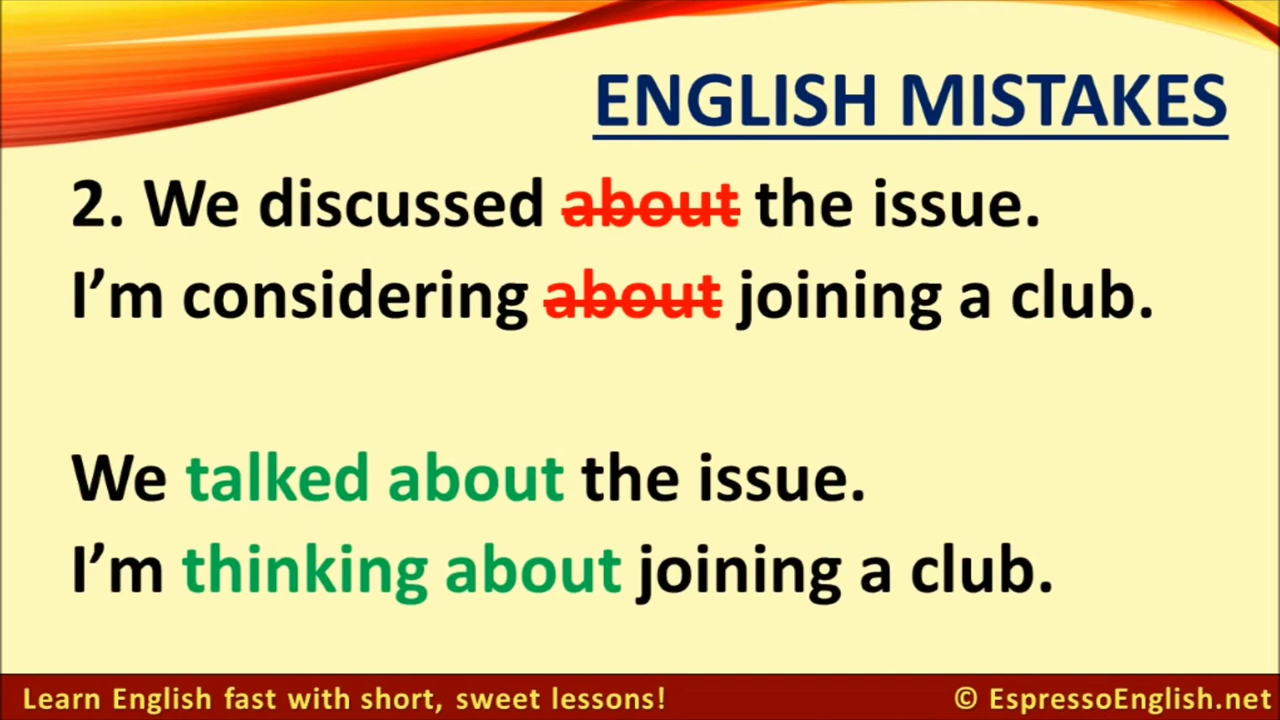 ENGLISH MISTAKES
2. We discussed about the issue.
I’m considering about joining a club.
We talked about the issue.
I’m thinking about joining a club.
Learn English fast with short, sweet lessons!
© EspressoEnglish.net